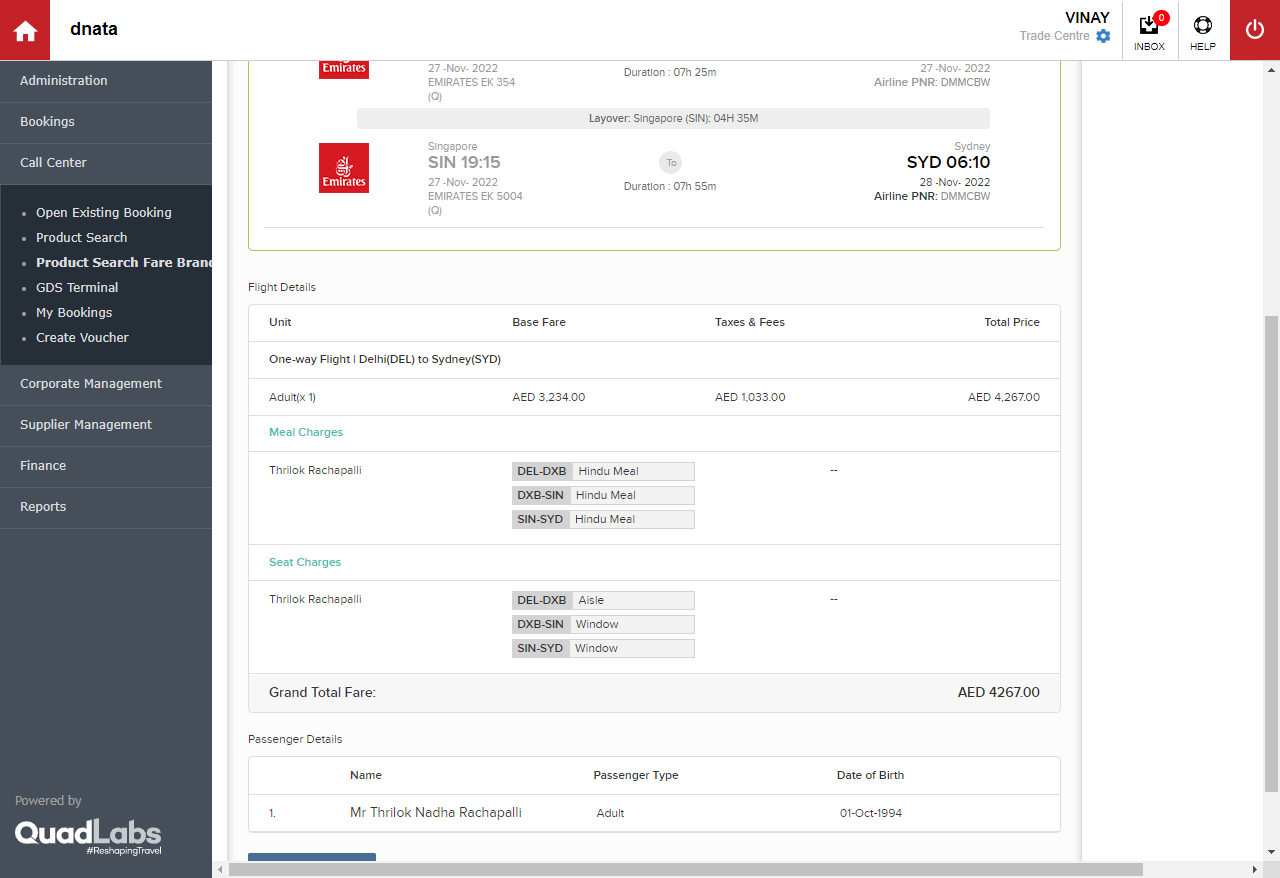 dnata
VINAY
Trade Centre
0
INBOX
HELP
Administration
Bookings
Call Center
Open Existing Booking
Product Search
Product Search Fare Brand
GDS Terminal
My Bookings
Create Voucher
Corporate Management
Supplier Management
Finance
Reports
Powered by
QuadLabs
#ReshapingTravel
Emirates
27 -Nov- 2022
EMIRATES EK 354
(Q)
Duration : 07h 25m
27 -Nov- 2022
Airline PNR: DMMCBW
Layover: Singapore (SIN): 04H 35M
Emirates
Singapore
SIN 19:15
27 -Nov- 2022
EMIRATES EK 5004
(Q)
To
Duration : 07h 55m
Sydney
SYD 06:10
28 -Nov- 2022
Airline PNR: DMMCBW
Flight Details
Unit Base Fare Taxes & Fees Total Price
One-way Flight | Delhi(DEL) to Sydney(SYD)
Adult(x 1) AED 3,234.00 AED 1,033.00 AED 4,267.00
Meal Charges
Thrilok Rachapalli DEL-DXB Hindu Meal --
DXB-SIN Hindu Meal
SIN-SYD Hindu Meal
Seat Charges
Thrilok Rachapalli DEL-DXB Aisle --
DXB-SIN Window
SIN-SYD Window
Grand Total Fare: AED 4267.00
Passenger Details
Name Passenger Type Date of Birth
1. Mr Thrilok Nadha Rachapalli Adult 01-Oct-1994